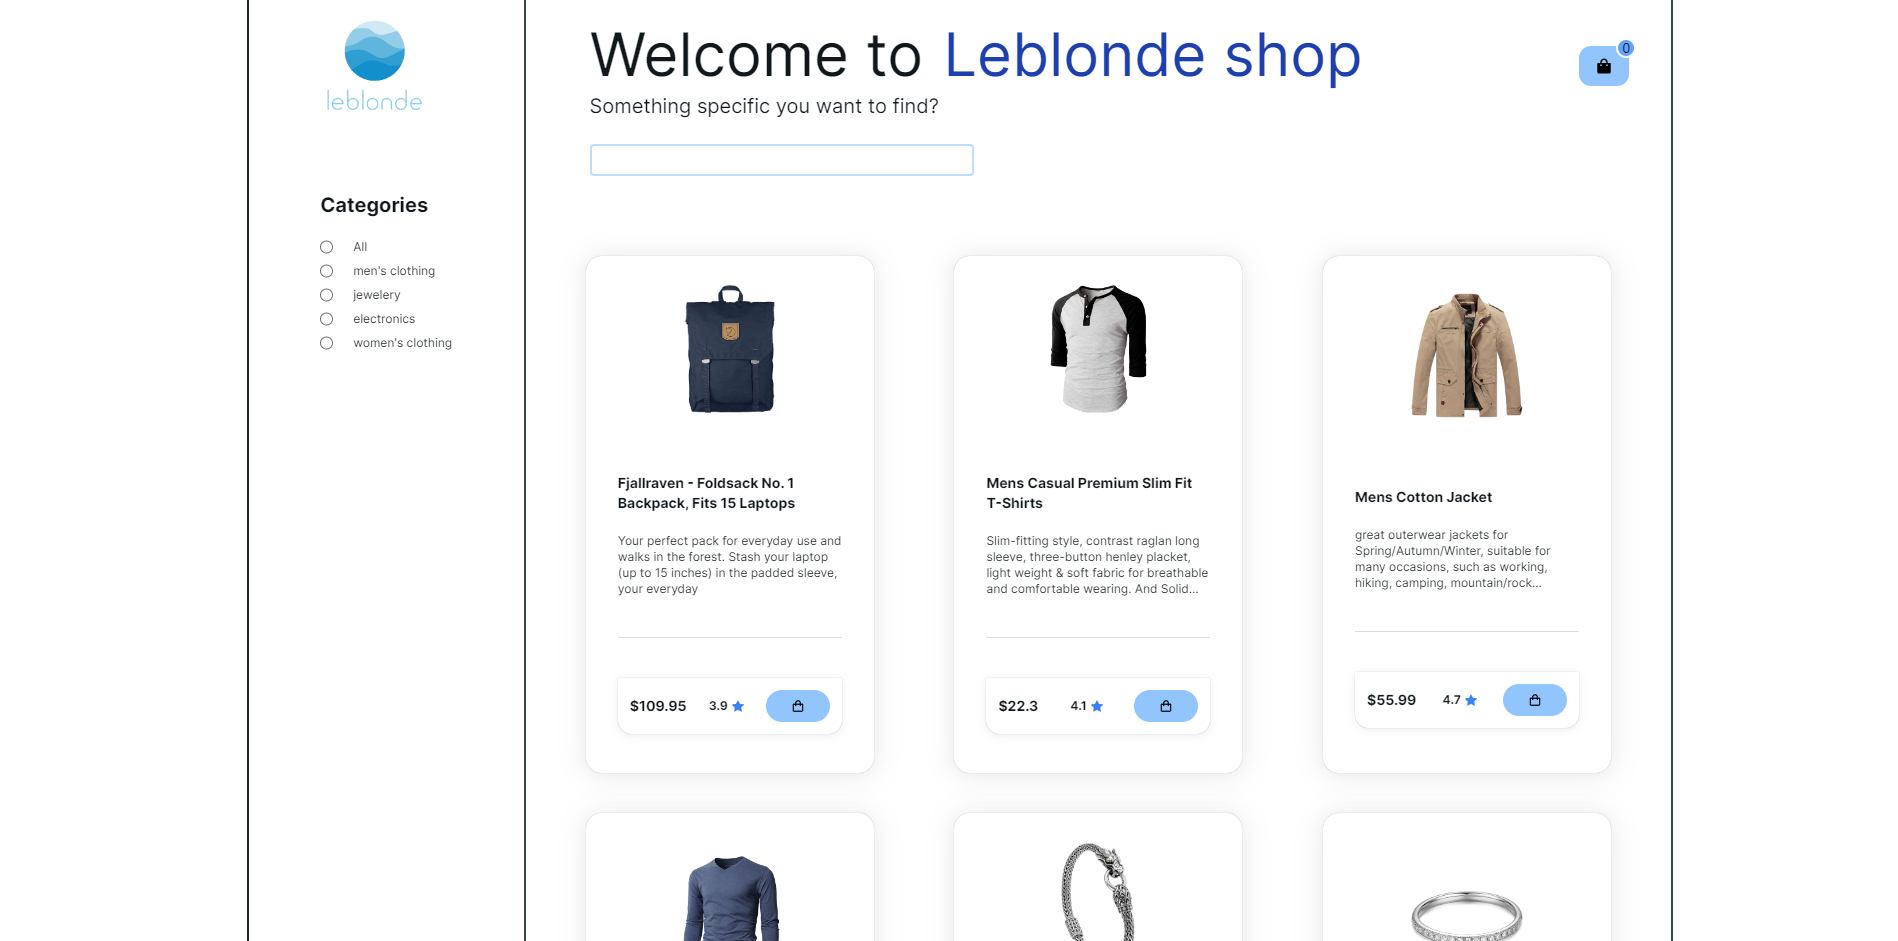 leblonde
Categories
All
men's clothing
jewelery
electronics
women's clothing
Welcome to Leblonde shop
Something specific you want to find?
0
Fjallraven - Foldsack No. 1
Backpack, Fits 15 Laptops
Your perfect pack for everyday use and
walks in the forest. Stash your laptop
(up to 15 inches) in the padded sleeve,
your everyday
$109.95 3.9
Mens Casual Premium Slim Fit
T-Shirts
Slim-fitting style, contrast raglan long
sleeve, three-button henley placket,
light weight & soft fabric for breathable
and comfortable wearing. And Solid...
$22.3 4.1
Mens Cotton Jacket
great outerwear jackets for
Spring/Autumn/Winter, suitable for
many occasions, such as working,
hiking, camping, mountain/rock...
$55.99 4.7